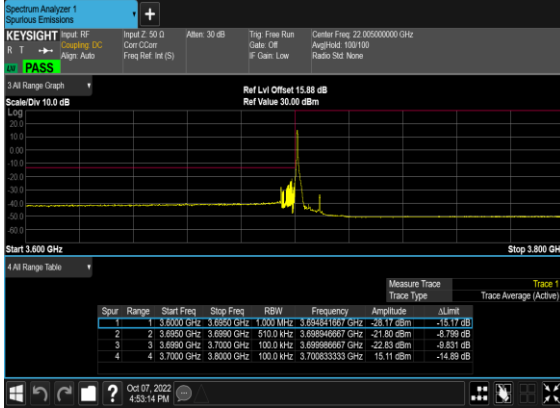 Spectrum Analyzer 1
Spurious Emissions
+
KEYSIGHT Input: RF Input Z: 50 Ω Atten: 30 dB Trig: Free Run Center Freq: 22.005000000 GHz
R T Coupling: DC Corr CCorr Gate: Off Avg|Hold: 100/100
Align: Auto Freq Ref: Int (S) IF Gain: Low Radio Std: None
LXI PASS
3 All Range Graph
Ref Lvl Offset 15.88 dB
Scale/Div 10.0 dB Ref Value 30.00 dBm
Log
20.0
10.0
0.00
-10.0
-20.0
-30.0
-40.0
-50.0
-60.0
Start 3.600 GHz Stop 3.800 GH
4 All Range Table
Measure Trace Trace 1
Trace Type Trace Average (Active)
Spur Range Start Freq Stop Freq RBW Frequency Amplitude ΔLimit
1 1 3.6000 GHz 3.6950 GHz 1.000 MHz 3.694841667 GHz -28.17 dBm -15.17 dB
2 2 3.6950 GHz 3.6990 GHz 510.0 kHz 3.698946667 GHz -21.80 dBm -8.799 dB
3 3 3.6990 GHz 3.7000 GHz 100.0 kHz 3.699986667 GHz -22.83 dBm -9.831 dB
4 4 3.7000 GHz 3.8000 GHz 100.0 kHz 3.700833333 GHz 15.11 dBm -14.89 dB
? Oct 07, 2022
4:53:14 PM